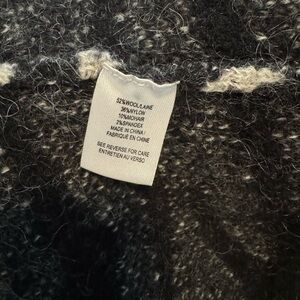 52%WOOL/LAINE
36%NYLON
10%MOHAIR
2%SPANDEX
MADE IN CHINA/
FABRIQUÉ EN CHINE
SEE REVERSE FOR CARE
ENTRETIEN AU VERSO